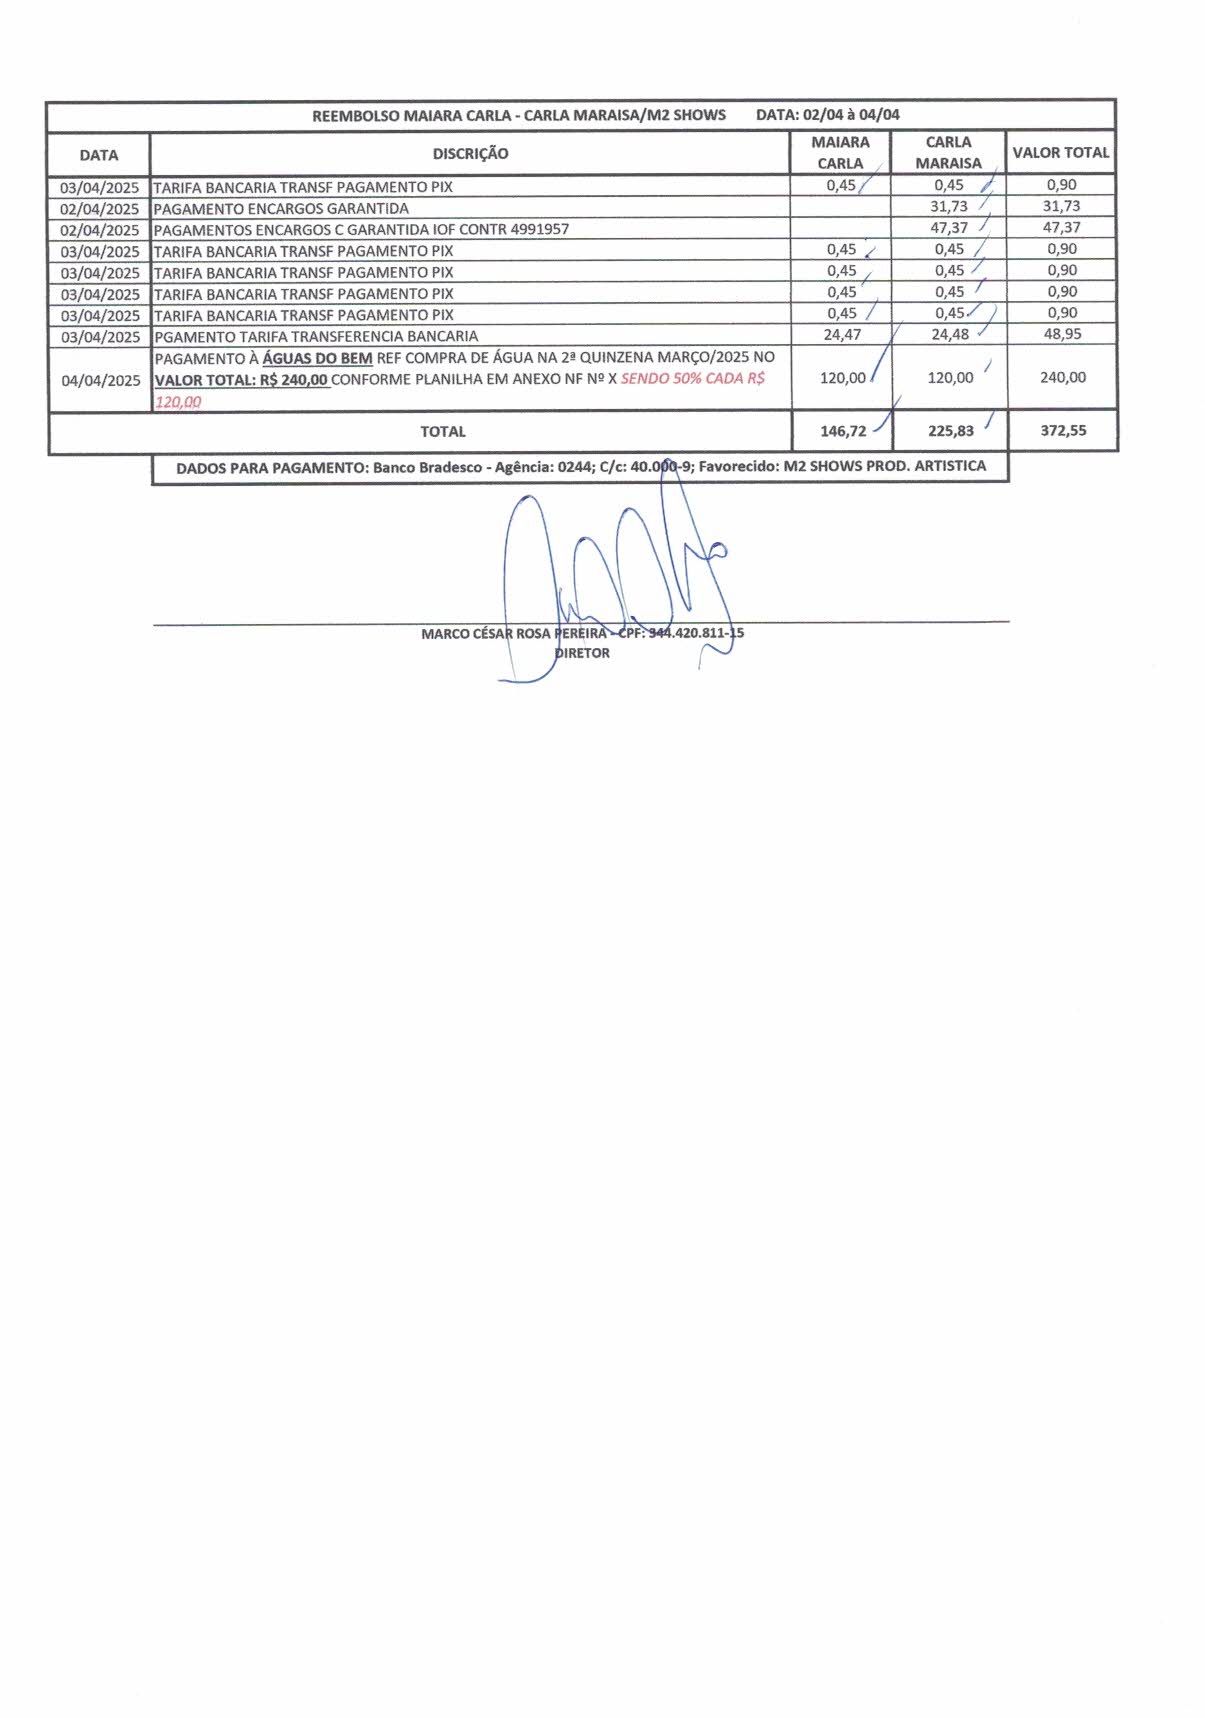 REEMBOLSO MAIARA CARLA - CARLA MARAISA/M2 SHOWS DATA: 02/04 à 04/04
DATA DISCRIÇÃO MAIARA CARLA CARLA MARAISA VALOR TOTAL
03/04/2025 TARIFA BANCARIA TRANSF PAGAMENTO PIX 0,45 0,45 0,90
02/04/2025 PAGAMENTO ENCARGOS GARANTIDA 31,73 31,73
02/04/2025 PAGAMENTOS ENCARGOS C GARANTIDA IOF CONTR 4991957 47,37 47,37
03/04/2025 TARIFA BANCARIA TRANSF PAGAMENTO PIX 0,45 0,45 0,90
03/04/2025 TARIFA BANCARIA TRANSF PAGAMENTO PIX 0,45 0,45 0,90
03/04/2025 TARIFA BANCARIA TRANSF PAGAMENTO PIX 0,45 0,45 0,90
03/04/2025 TARIFA BANCARIA TRANSF PAGAMENTO PIX 0,45 0,45 0,90
03/04/2025 PGAMENTO TARIFA TRANSFERENCIA BANCARIA 24,47 24,48 48,95
PAGAMENTO À ÁGUAS DO BEM REF COMPRA DE ÁGUA NA 2ª QUINZENA MARÇO/2025 NO
04/04/2025 VALOR TOTAL: R$ 240,00 CONFORME PLANILHA EM ANEXO NF Nº X SENDO 50% CADA R$ 120,00 120,00 240,00
120,00
TOTAL 146,72 225,83 372,55
DADOS PARA PAGAMENTO: Banco Bradesco - Agência: 0244; C/c: 40.000-9; Favorecido: M2 SHOWS PROD. ARTISTICA
MARCO CÉSAR ROSA PEREIRA - CPF: 344.420.811-15
DIRETOR